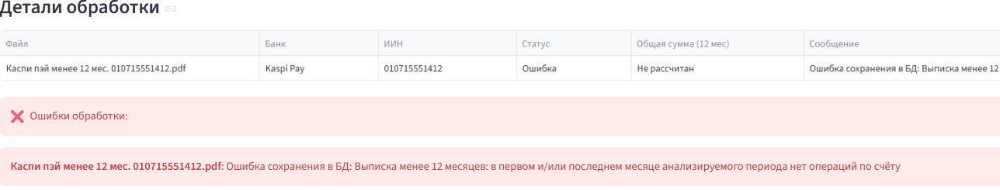 Детали обработки
Файл Банк ИИН Статус Общая сумма (12 мес) Сообщение
Каспи пэй менее 12 мес. 010715551412.pdf Kaspi Pay 010715551412 Ошибка Не рассчитан Ошибка сохранения в БД: Выписка менее 12
Ошибки обработки:
Каспи пэй менее 12 мес. 010715551412.pdf: Ошибка сохранения в БД: Выписка менее 12 месяцев: в первом и/или последнем месяце анализируемого периода нет операций по счёту